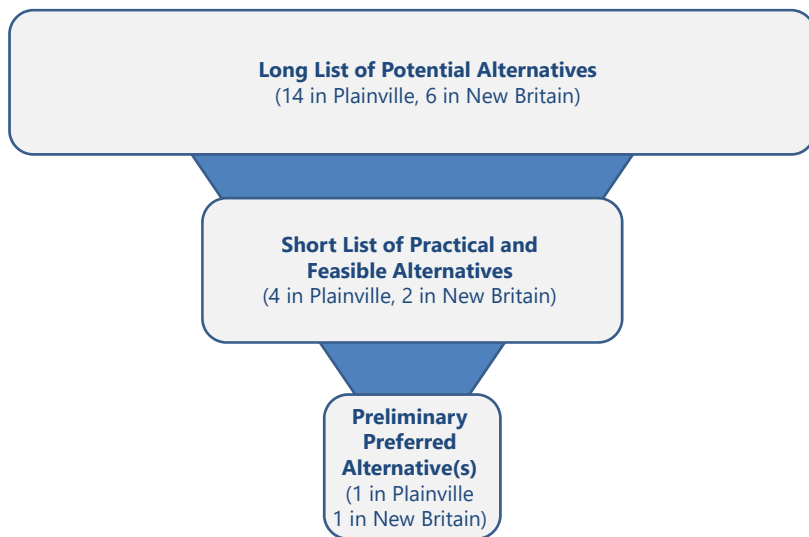 Long List of Potential Alternatives
(14 in Plainville, 6 in New Britain)
Short List of Practical and
Feasible Alternatives
(4 in Plainville, 2 in New Britain)
Preliminary
Preferred
Alternative(s)
(1 in Plainville
1 in New Britain)